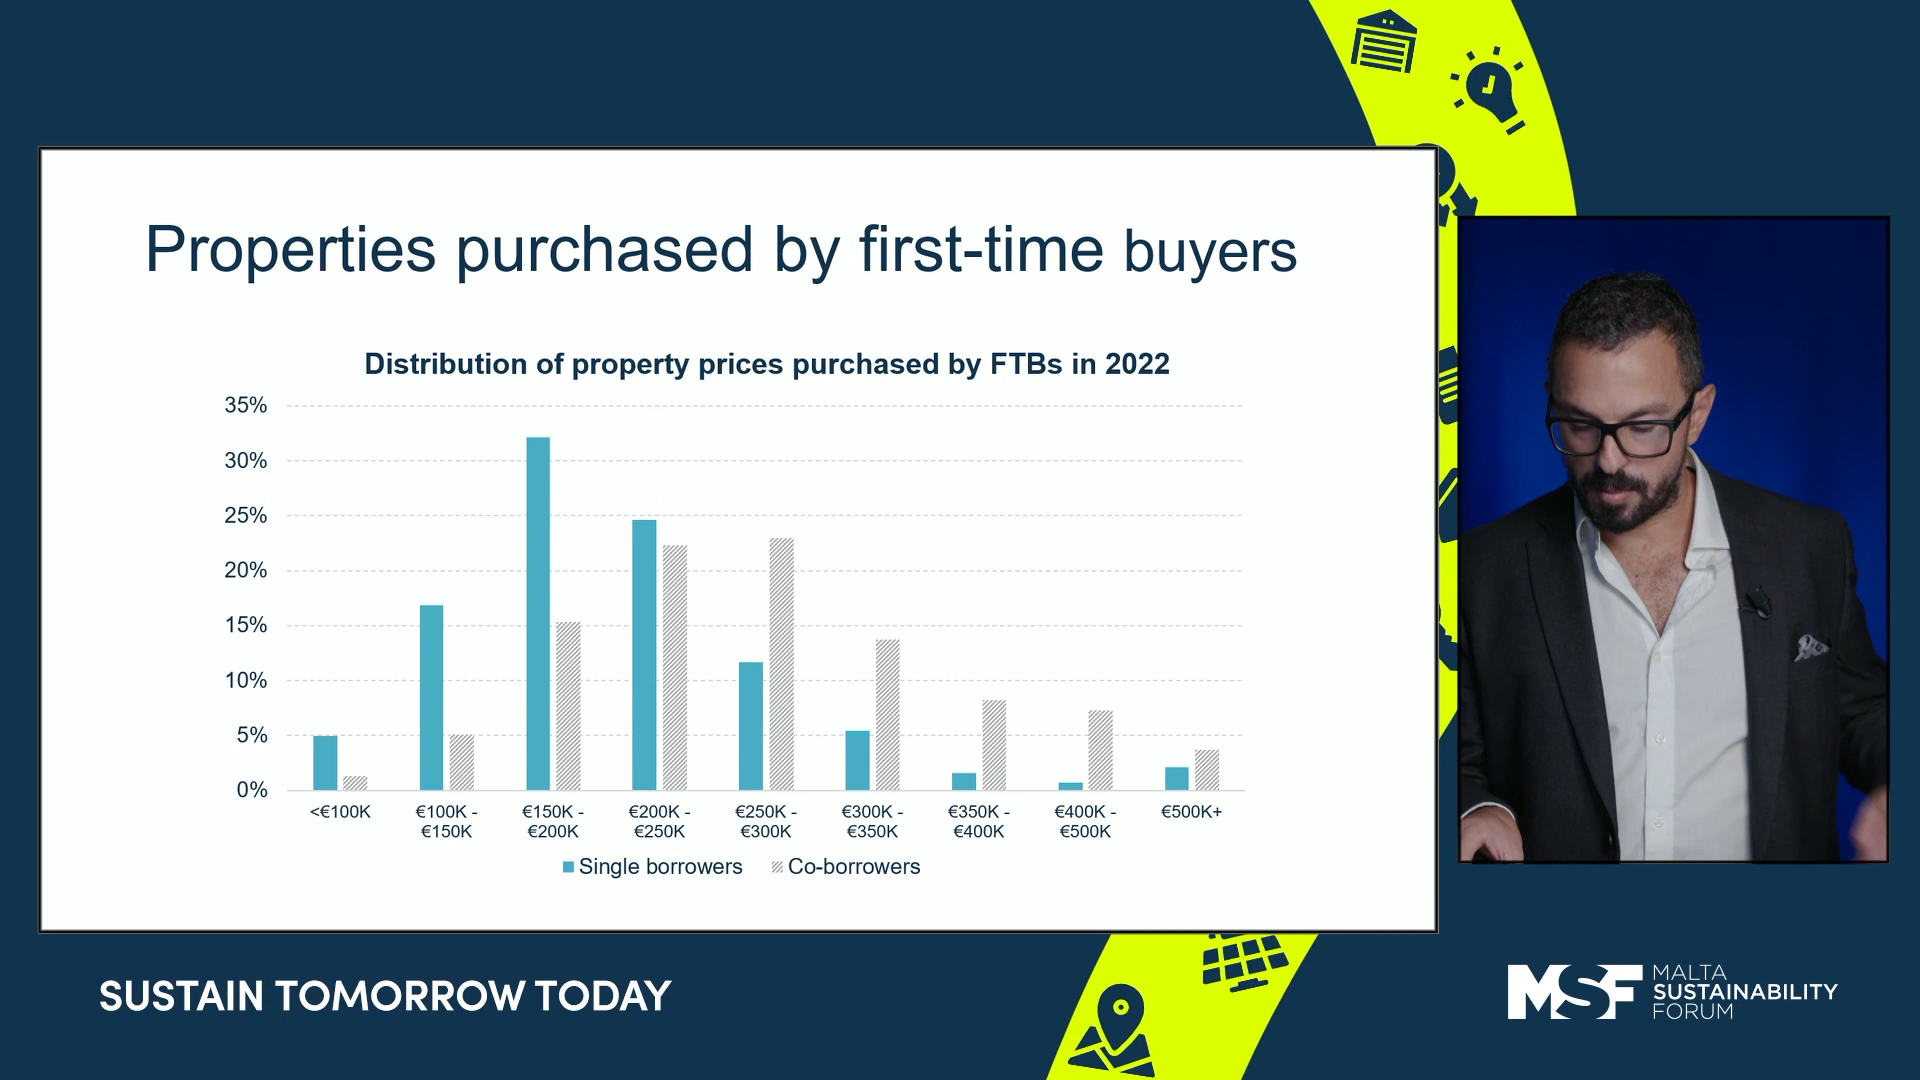 Properties purchased by first-time buyers
Distribution of property prices purchased by FTBs in 2022
35%
30%
25%
20%
15%
10%
5%
0%
<€100K
€100K -
€150K
€150K -
€200K
€200K -
€250K
€250K -
€300K
€300K -
€350K
€350K -
€400K
€400K -
€500K
€500K+
Single borrowers
Co-borrowers
SUSTAIN TOMORROW TODAY
MSF
MALTA
SUSTAINABILITY
FORUM